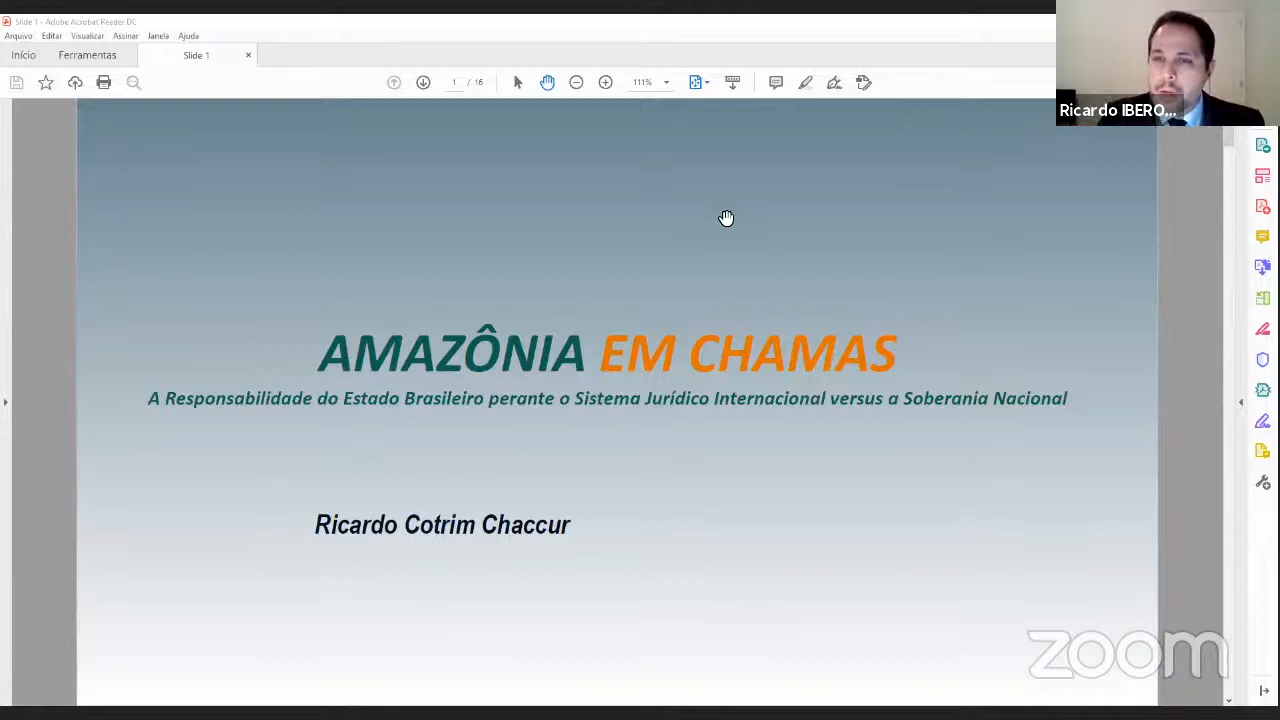 Slide 1 - Adobe Acrobat Reader DC
Arquivo Editar Visualizar Assinar Janela Ajuda
Início Ferramentas Slide 1 ×
1 / 16 111%
Ricardo IBERO...
AMAZÔNIA EM CHAMAS
A Responsabilidade do Estado Brasileiro perante o Sistema Jurídico Internacional versus a Soberania Nacional
Ricardo Cotrim Chaccur
zoom